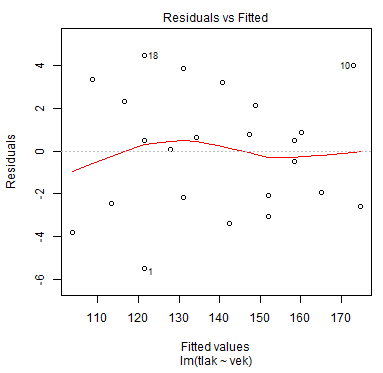 Residuals vs Fitted
Residuals
4
2
0
-2
-4
-6
18
10
1
110 120 130 140 150 160 170
Fitted values
lm(tlak ~ vek)